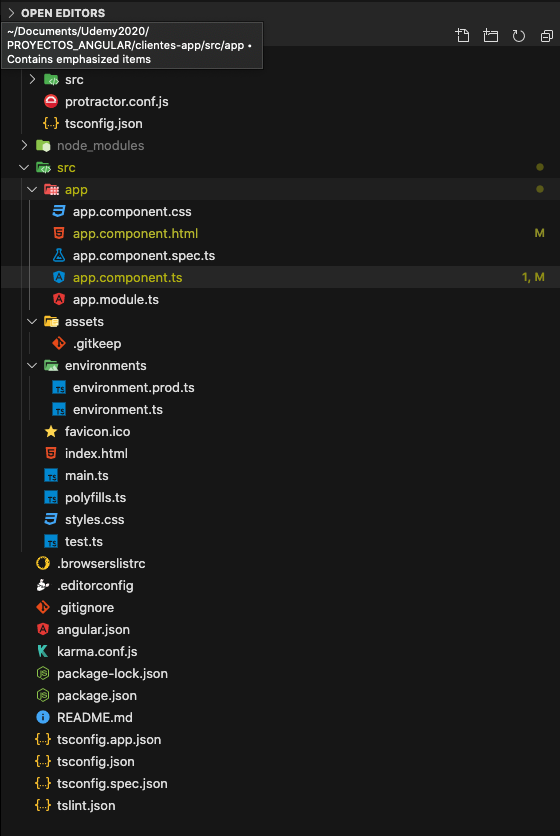 OPEN EDITORS
~/Documents/Udemy2020/
PROYECTOS_ANGULAR/clientes-app/src/app •
Contains emphasized items
src
protractor.conf.js
tsconfig.json
node_modules
src
app
app.component.css
app.component.html M
app.component.spec.ts
app.component.ts 1, M
app.module.ts
assets
.gitkeep
environments
environment.prod.ts
environment.ts
favicon.ico
index.html
main.ts
polyfills.ts
styles.css
test.ts
.browserslistrc
.editorconfig
.gitignore
angular.json
karma.conf.js
package-lock.json
package.json
README.md
tsconfig.app.json
tsconfig.json
tsconfig.spec.json
tslint.json